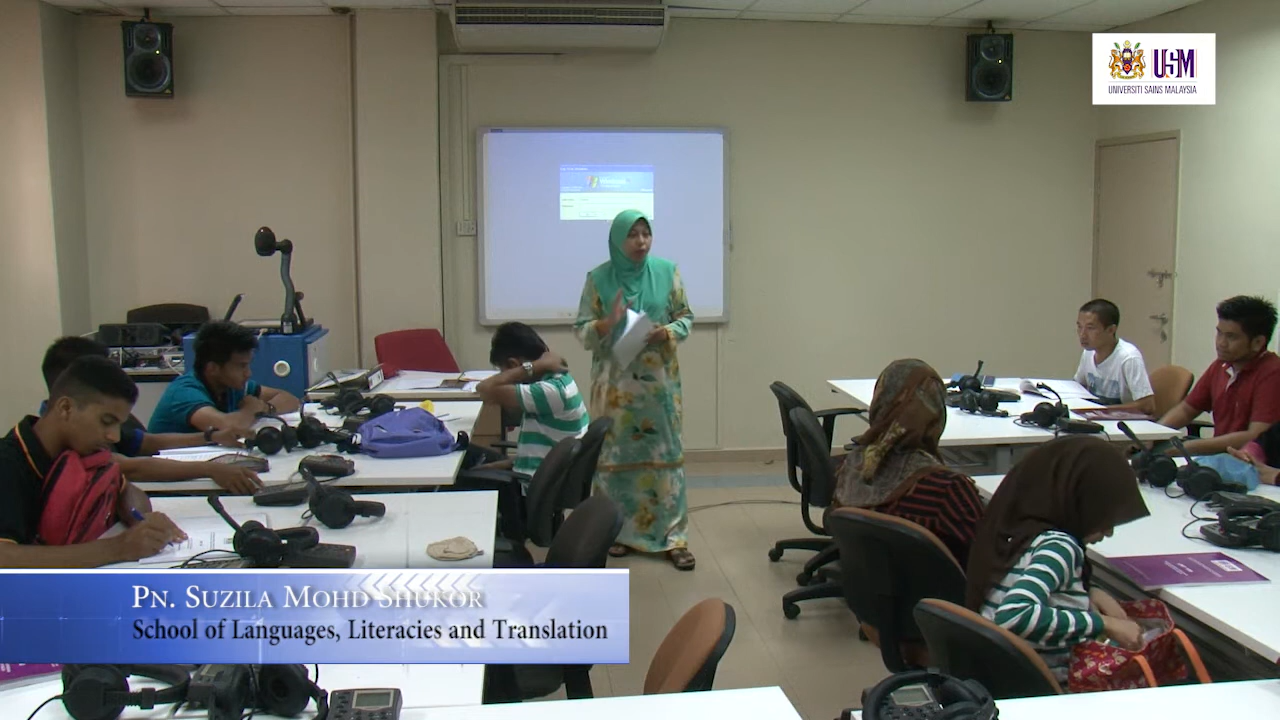 USM
UNIVERSITI SAINS MALAYSIA
PN. SUZILA MOHD SHUKOR
School of Languages, Literacies and Translation